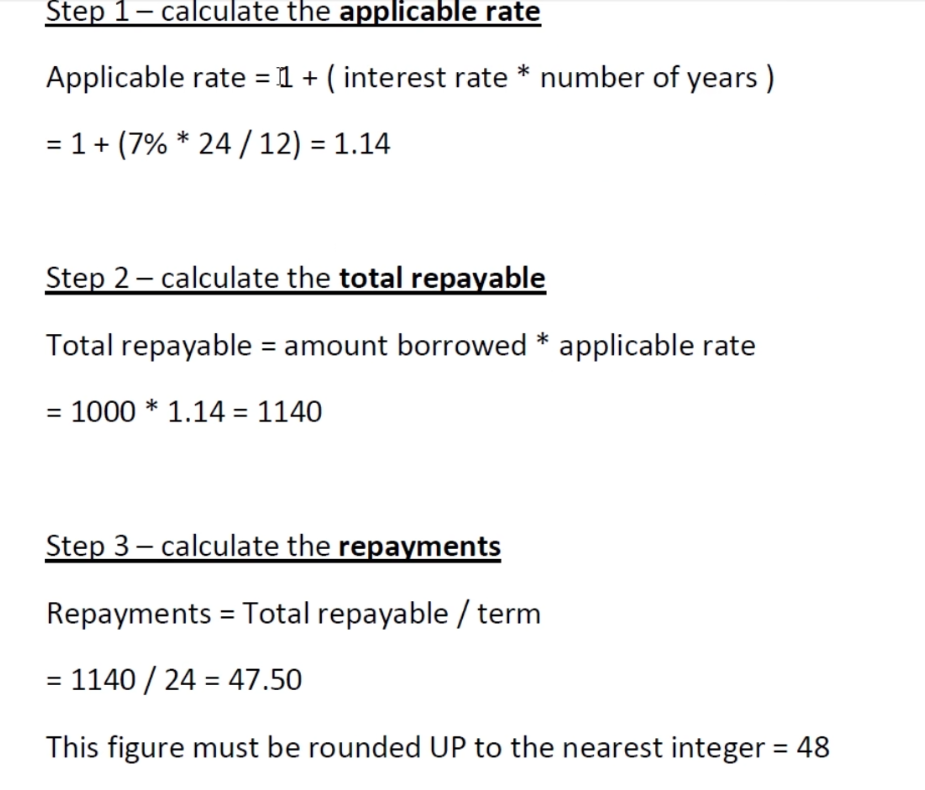 Step 1 – calculate the applicable rate
Applicable rate = 1 + ( interest rate * number of years )
= 1 + (7% * 24 / 12) = 1.14
Step 2 – calculate the total repayable
Total repayable = amount borrowed * applicable rate
= 1000 * 1.14 = 1140
Step 3 – calculate the repayments
Repayments = Total repayable / term
= 1140 / 24 = 47.50
This figure must be rounded UP to the nearest integer = 48